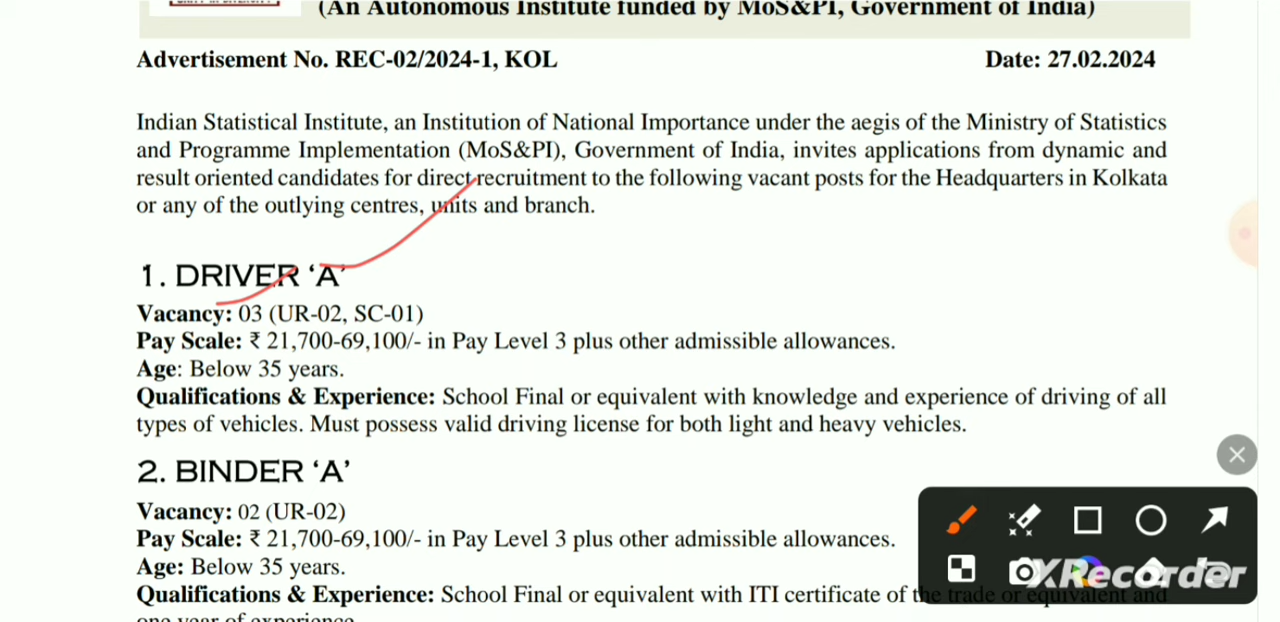 (An Autonomous Institute funded by MoS&PI, Government of India)
Advertisement No. REC-02/2024-1, KOL Date: 27.02.2024
Indian Statistical Institute, an Institution of National Importance under the aegis of the Ministry of Statistics
and Programme Implementation (MoS&PI), Government of India, invites applications from dynamic and
result oriented candidates for direct recruitment to the following vacant posts for the Headquarters in Kolkata
or any of the outlying centres, units and branch.
1. DRIVER ‘A’
Vacancy: 03 (UR-02, SC-01)
Pay Scale: ₹ 21,700-69,100/- in Pay Level 3 plus other admissible allowances.
Age: Below 35 years.
Qualifications & Experience: School Final or equivalent with knowledge and experience of driving of all
types of vehicles. Must possess valid driving license for both light and heavy vehicles.
2. BINDER ‘A’
Vacancy: 02 (UR-02)
Pay Scale: ₹ 21,700-69,100/- in Pay Level 3 plus other admissible allowances.
Age: Below 35 years.
XRecorder
Qualifications & Experience: School Final or equivalent with ITI certificate of the trade or equivalent and
one year of experience